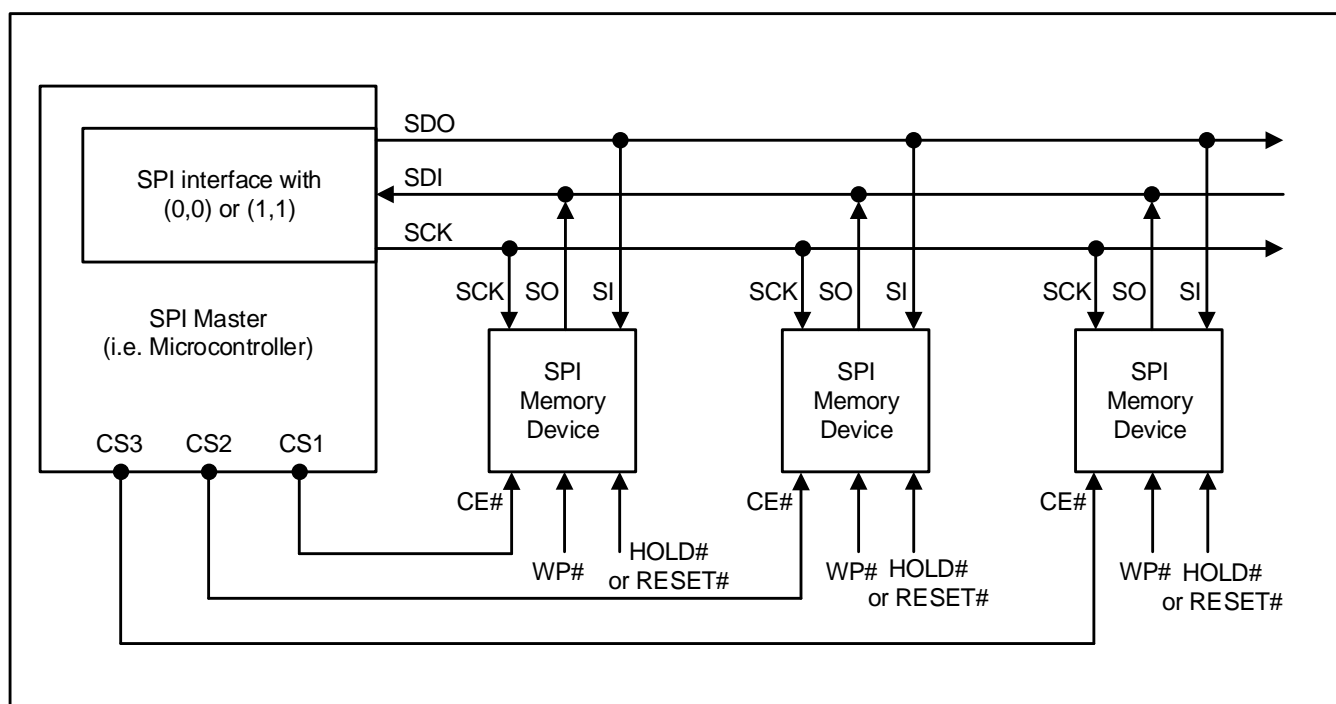 SDO
SPI interface with
(0,0) or (1,1)
SDI
SCK
SPI Master
(i.e. Microcontroller)
SCK
SO
SI
SCK
SO
SI
SCK
SO
SI
SPI
Memory
Device
SPI
Memory
Device
SPI
Memory
Device
CS3
CS2
CS1
CE#
WP#
HOLD#
or RESET#
CE#
WP#
HOLD#
or RESET#
CE#
WP#
HOLD#
or RESET#